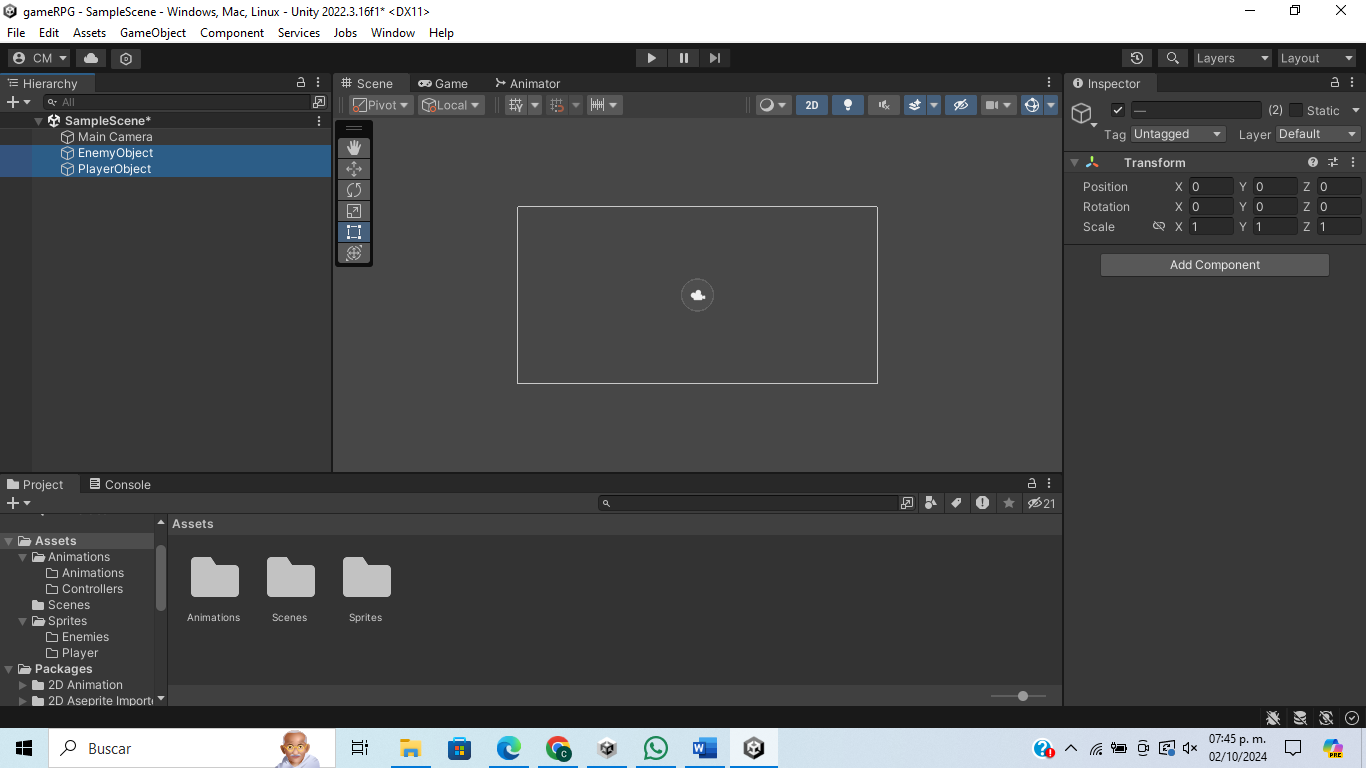 gameRPG - SampleScene - Windows, Mac, Linux - Unity 2022.3.16f1* <DX11>
File Edit Assets GameObject Component Services Jobs Window Help
CM Layers Layout
Hierarchy
All
SampleScene*
Main Camera
EnemyObject
PlayerObject
Scene Game Animator
Pivot Local 2D
Inspector
— (2) Static
Tag Untagged Layer Default
Transform
Position X 0 Y 0 Z 0
Rotation X 0 Y 0 Z 0
Scale X 1 Y 1 Z 1
Add Component
Project Console
21
Assets
Animations
Animations
Controllers
Scenes
Sprites
Enemies
Player
Packages
2D Animation
2D Aseprite Importe
Assets
Animations Scenes Sprites
Buscar
07:45 p. m.
02/10/2024
PRE